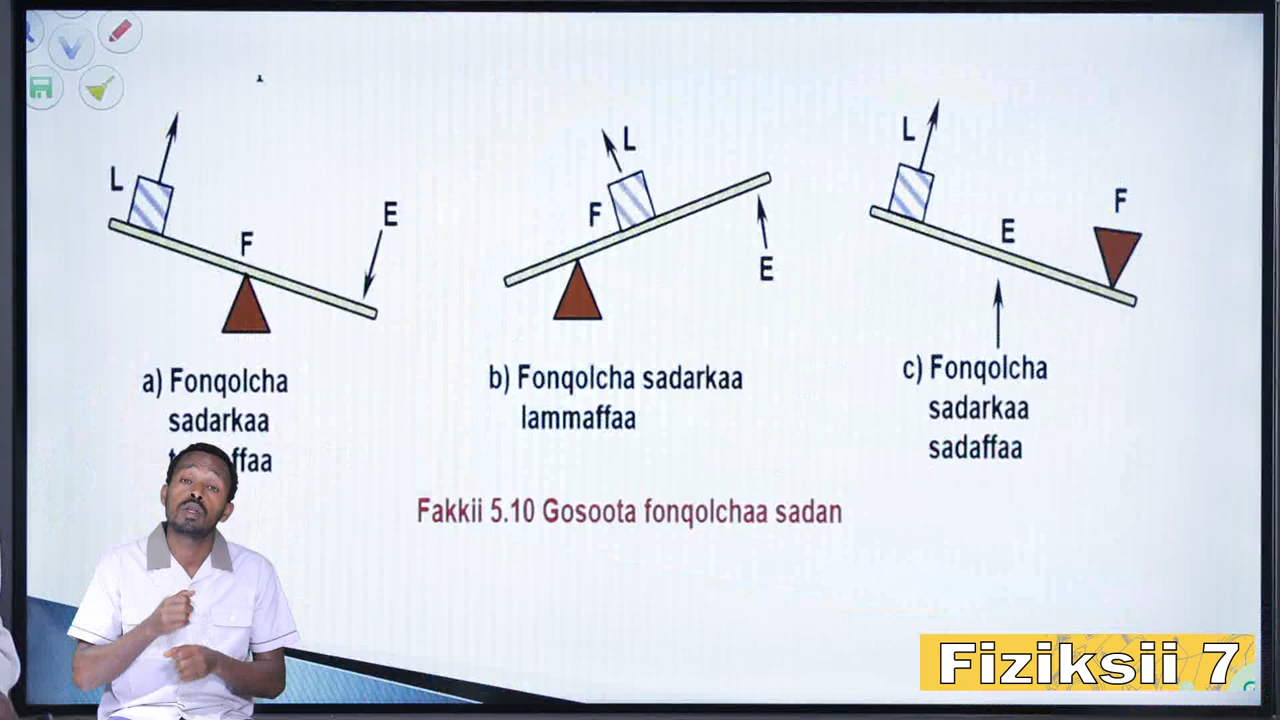 L
F
E
a) Fonqolcha
sadarkaa
L
F
E
b) Fonqolcha sadarkaa
lammaffaa
L
E
F
c) Fonqolcha
sadarkaa
sadaffaa
Fakkii 5.10 Gosoota fonqolchaa sadan
Fiziksii 7